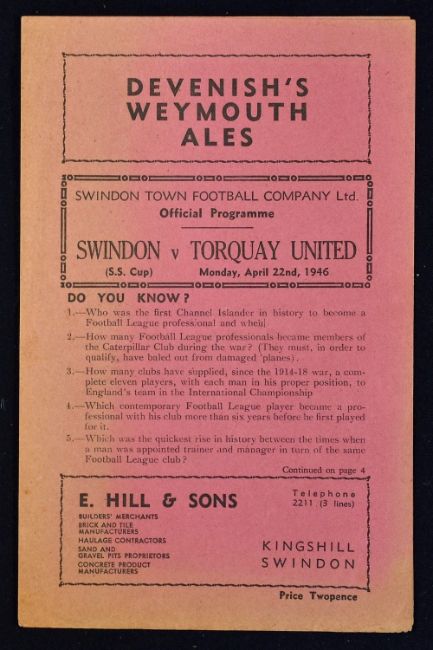 DEVENISH'S
WEYMOUTH
ALES
SWINDON TOWN FOOTBALL COMPANY Ltd.
Official Programme
SWINDON v TORQUAY UNITED
(S.S. Cup) Monday, April 22nd, 1946
DO YOU KNOW?
1.—Who was the first Channel Islander in history to become a
Football League professional and when?
2.—How many Football League professionals became members of
the Caterpillar Club during the war? (They must, in order to
qualify, have baled out from damaged 'planes).
3.—How many clubs have supplied, since the 1914-18 war, a com-
plete eleven players, with each man in his proper position, to
England's team in the International Championship
4.—Which contemporary Football League player became a pro-
fessional with his club more than six years before he first played
for it.
5.—Which was the quickest rise in history between the times when
a man was appointed trainer and manager in turn of the same
Football League club?
Continued on page 4
E. HILL & SONS
BUILDERS' MERCHANTS
BRICK AND TILE
MANUFACTURERS
HAULAGE CONTRACTORS
SAND AND
GRAVEL PITS PROPRIETORS
CONCRETE PRODUCT
MANUFACTURERS
Telephone
2211 (3 lines)
KINGSHILL
SWINDON
Price Twopence